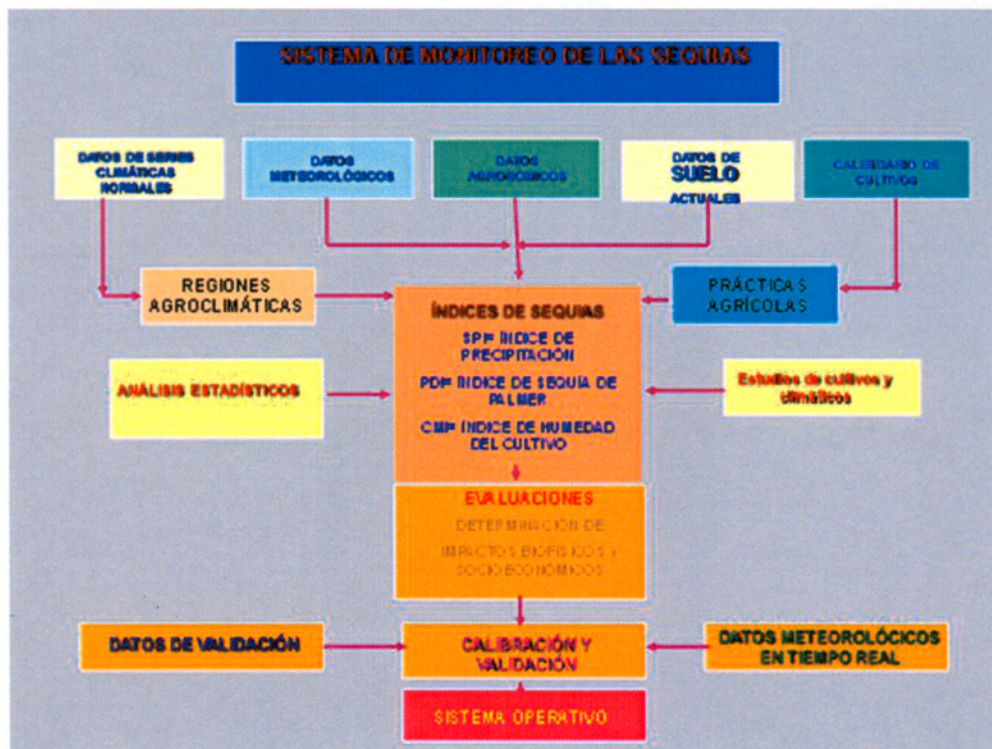 SISTEMA DE MONITOREO DE LAS SEQUIAS
DATOS DE SERIES
CLIMÁTICAS
NORMALES
DATOS
METEOROLÓGICOS
DATOS
AGRONÓMICOS
DATOS DE
SUELO
ACTUALES
CALENDARIO DE
CULTIVOS
REGIONES
AGROCLIMÁTICAS
PRÁCTICAS
AGRÍCOLAS
ÍNDICES DE SEQUIAS
SPI= ÍNDICE DE
PRECIPITACIÓN
PDI= ÍNDICE DE SEQUÍA DE
PALMER
CMI= ÍNDICE DE HUMEDAD
DEL CULTIVO
ANÁLISIS ESTADÍSTICOS
Estudios de cultivos y
climáticos
EVALUACIONES
DETERMINACIÓN DE
IMPACTOS BIOFÍSICOS Y
SOCIOECONÓMICOS
DATOS DE VALIDACIÓN
CALIBRACIÓN Y
VALIDACIÓN
DATOS METEOROLÓGICOS
EN TIEMPO REAL
SISTEMA OPERATIVO